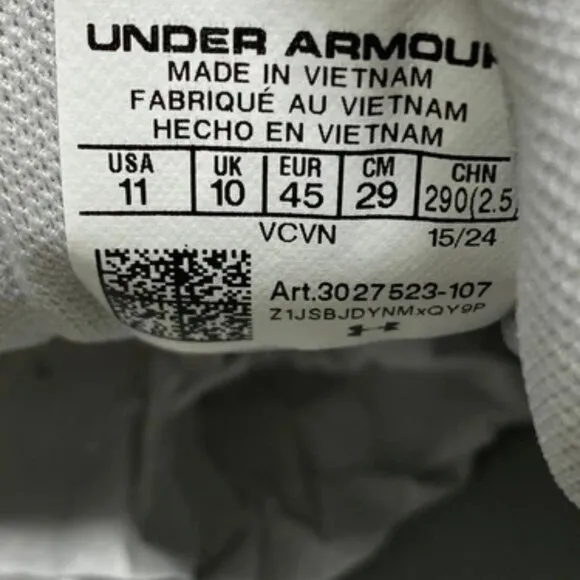 UNDER ARMOUR
MADE IN VIETNAM
FABRIQUÉ AU VIETNAM
HECHO EN VIETNAM
USA UK EUR CM CHN
11 10 45 29 290(2.5
VCVN 15/24
Art.3027523-107
Z1JSBJDYNMxQY9P